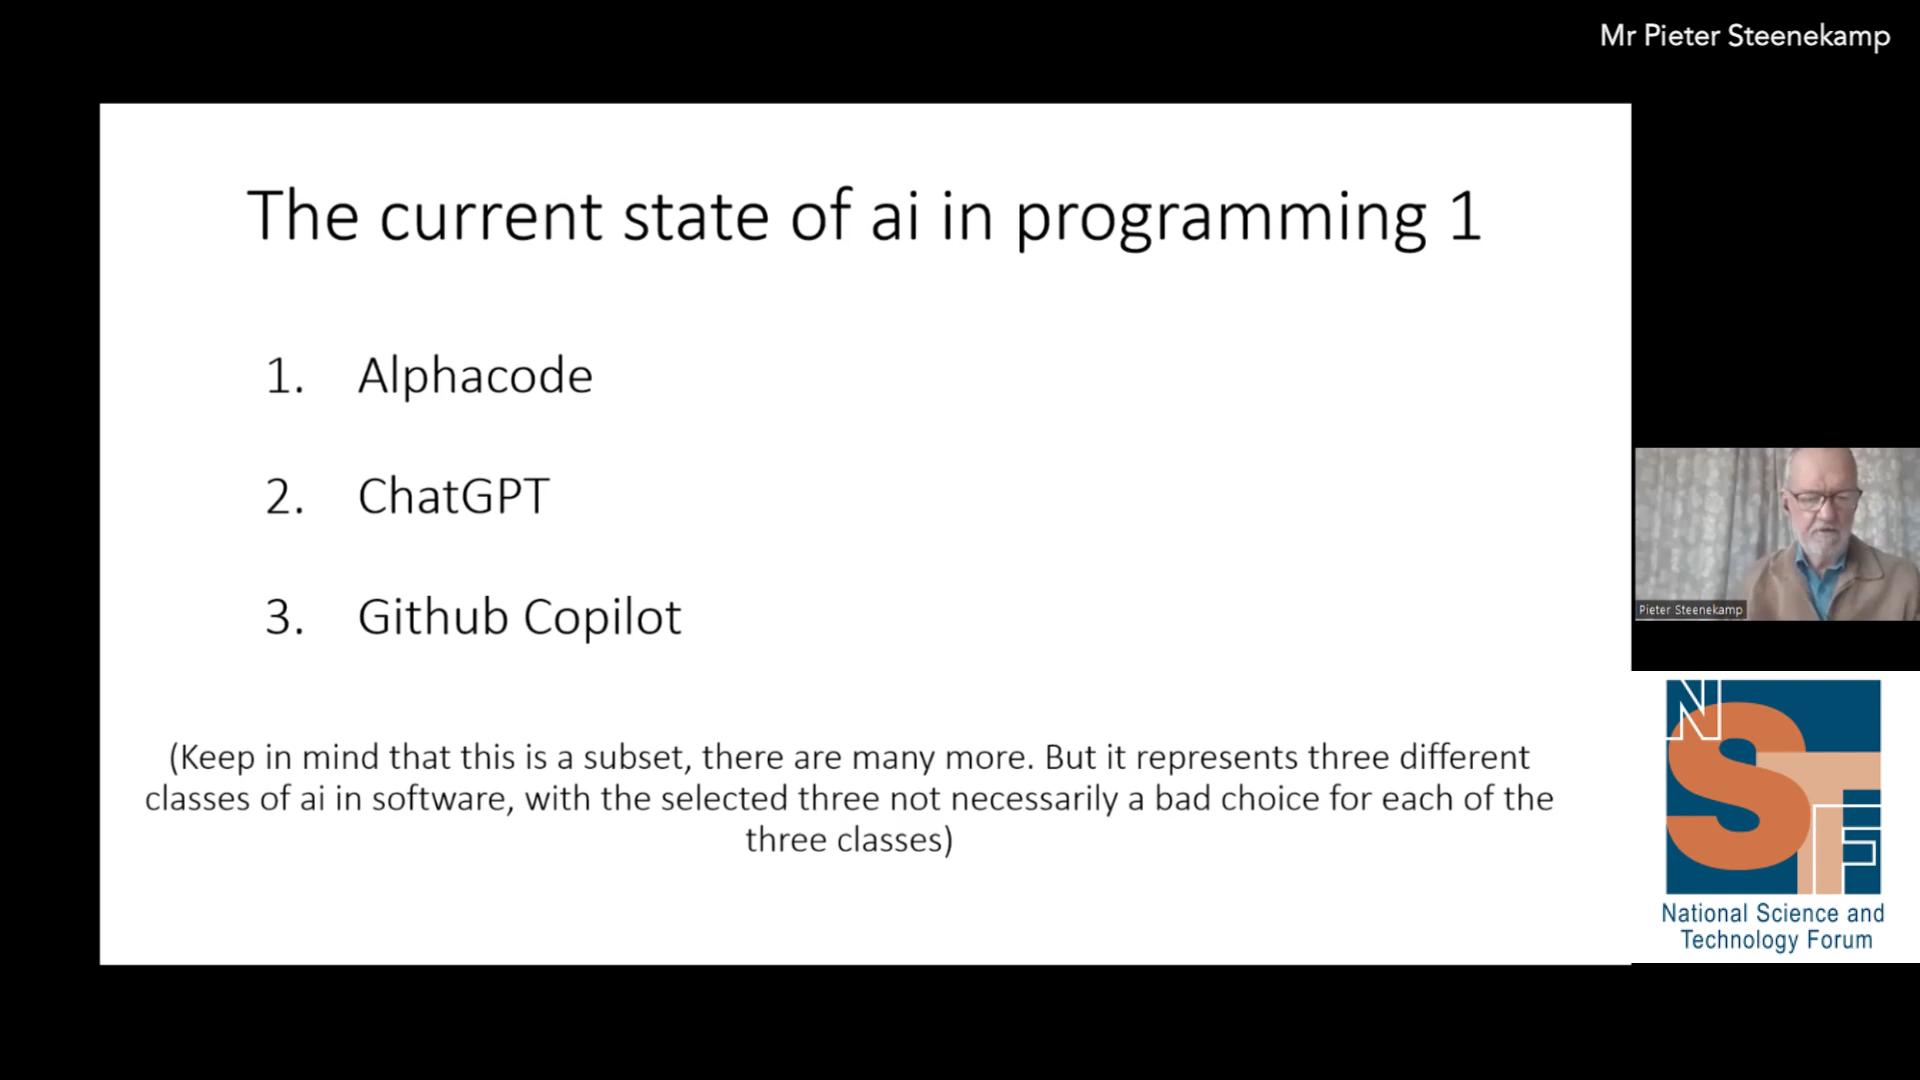 Mr Pieter Steenekamp
The current state of ai in programming 1
1. Alphacode
2. ChatGPT
3. Github Copilot
(Keep in mind that this is a subset, there are many more. But it represents three different
classes of ai in software, with the selected three not necessarily a bad choice for each of the
three classes)
Pieter Steenekamp
NSTF
National Science and
Technology Forum